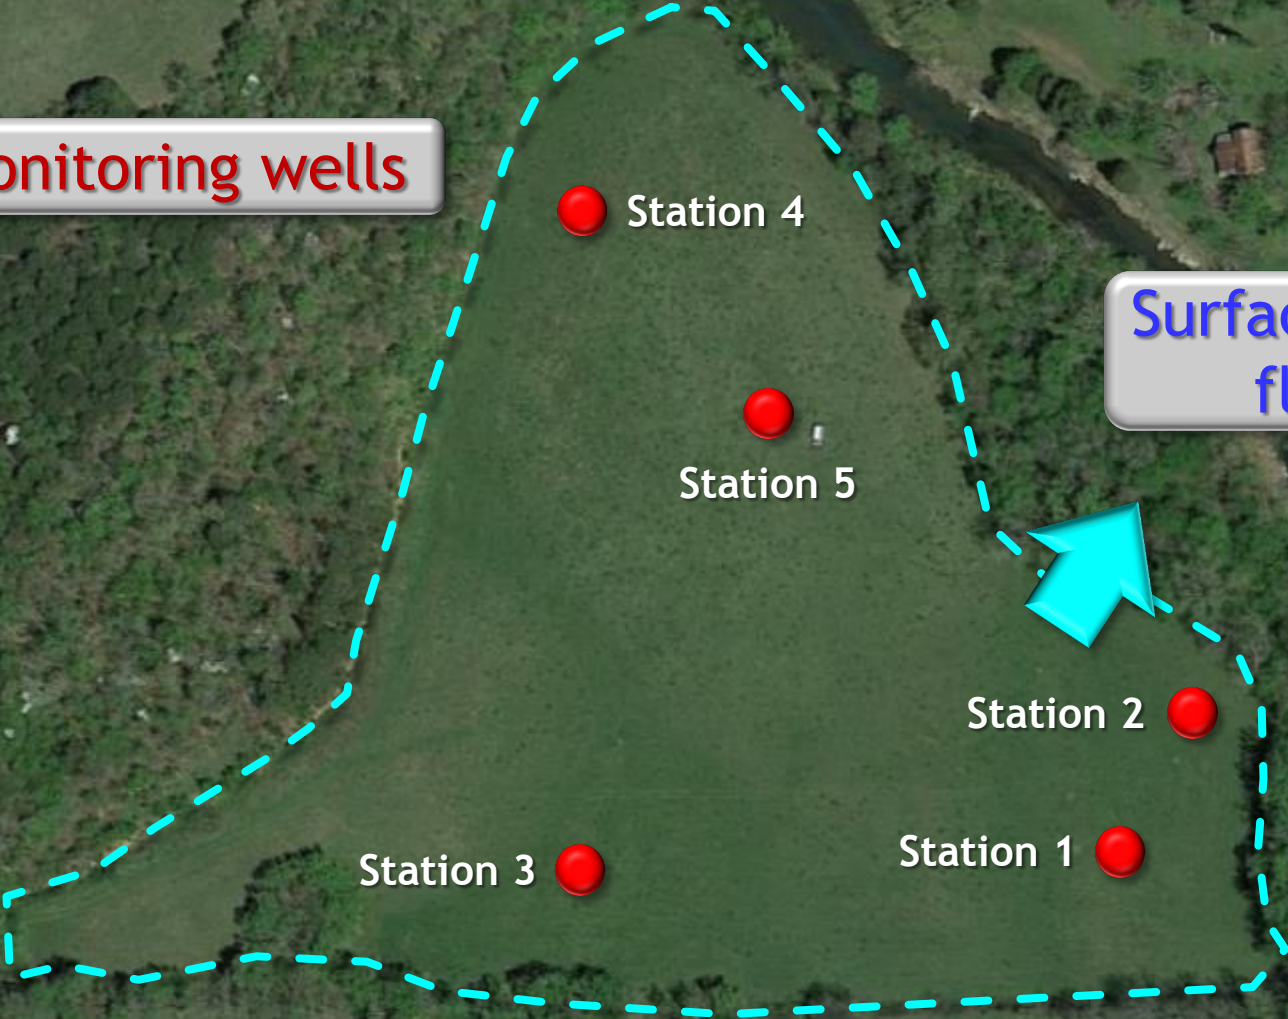 onitoring wells
Station 4
Surfac
fl
Station 5
Station 2
Station 1
Station 3